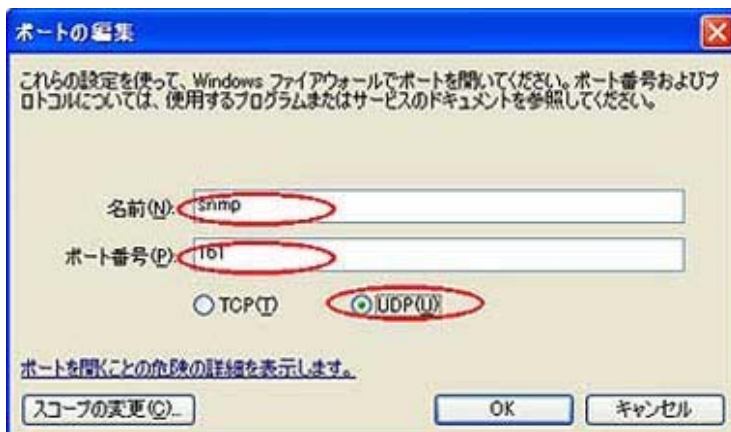 ポートの編集
これらの設定を使って、Windows ファイアウォールでポートを開いてください。ポート番号およびプ
ロトコルについては、使用するプログラムまたはサービスのドキュメントを参照してください。
名前(N): snmp
ポート番号(P): 161
TCP(T) UDP(U)
ポートを開くことの危険の詳細を表示します。
スコープの変更(C)... OK キャンセル